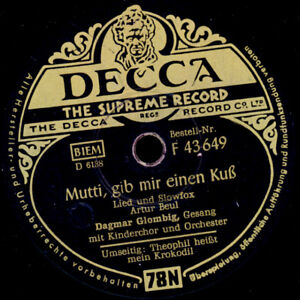 DECCA
THE SUPREME RECORD
REGD
THE DECCA RECORD CO. LTD.
BIEM
D 6138
Bestell-Nr.
F 43649
Mutti, gib mir einen Kuß
Lied und Slowfox
Artur Beul
Dagmar Glombig, Gesang
mit Kinderchor und Orchester
Umseitig: Theophil heißt
mein Krokodil
78N
Alle Hersteller- und Urheberrechte vorbehalten
Überspielung, öffentliche Aufführung und Rundfunksendung verboten